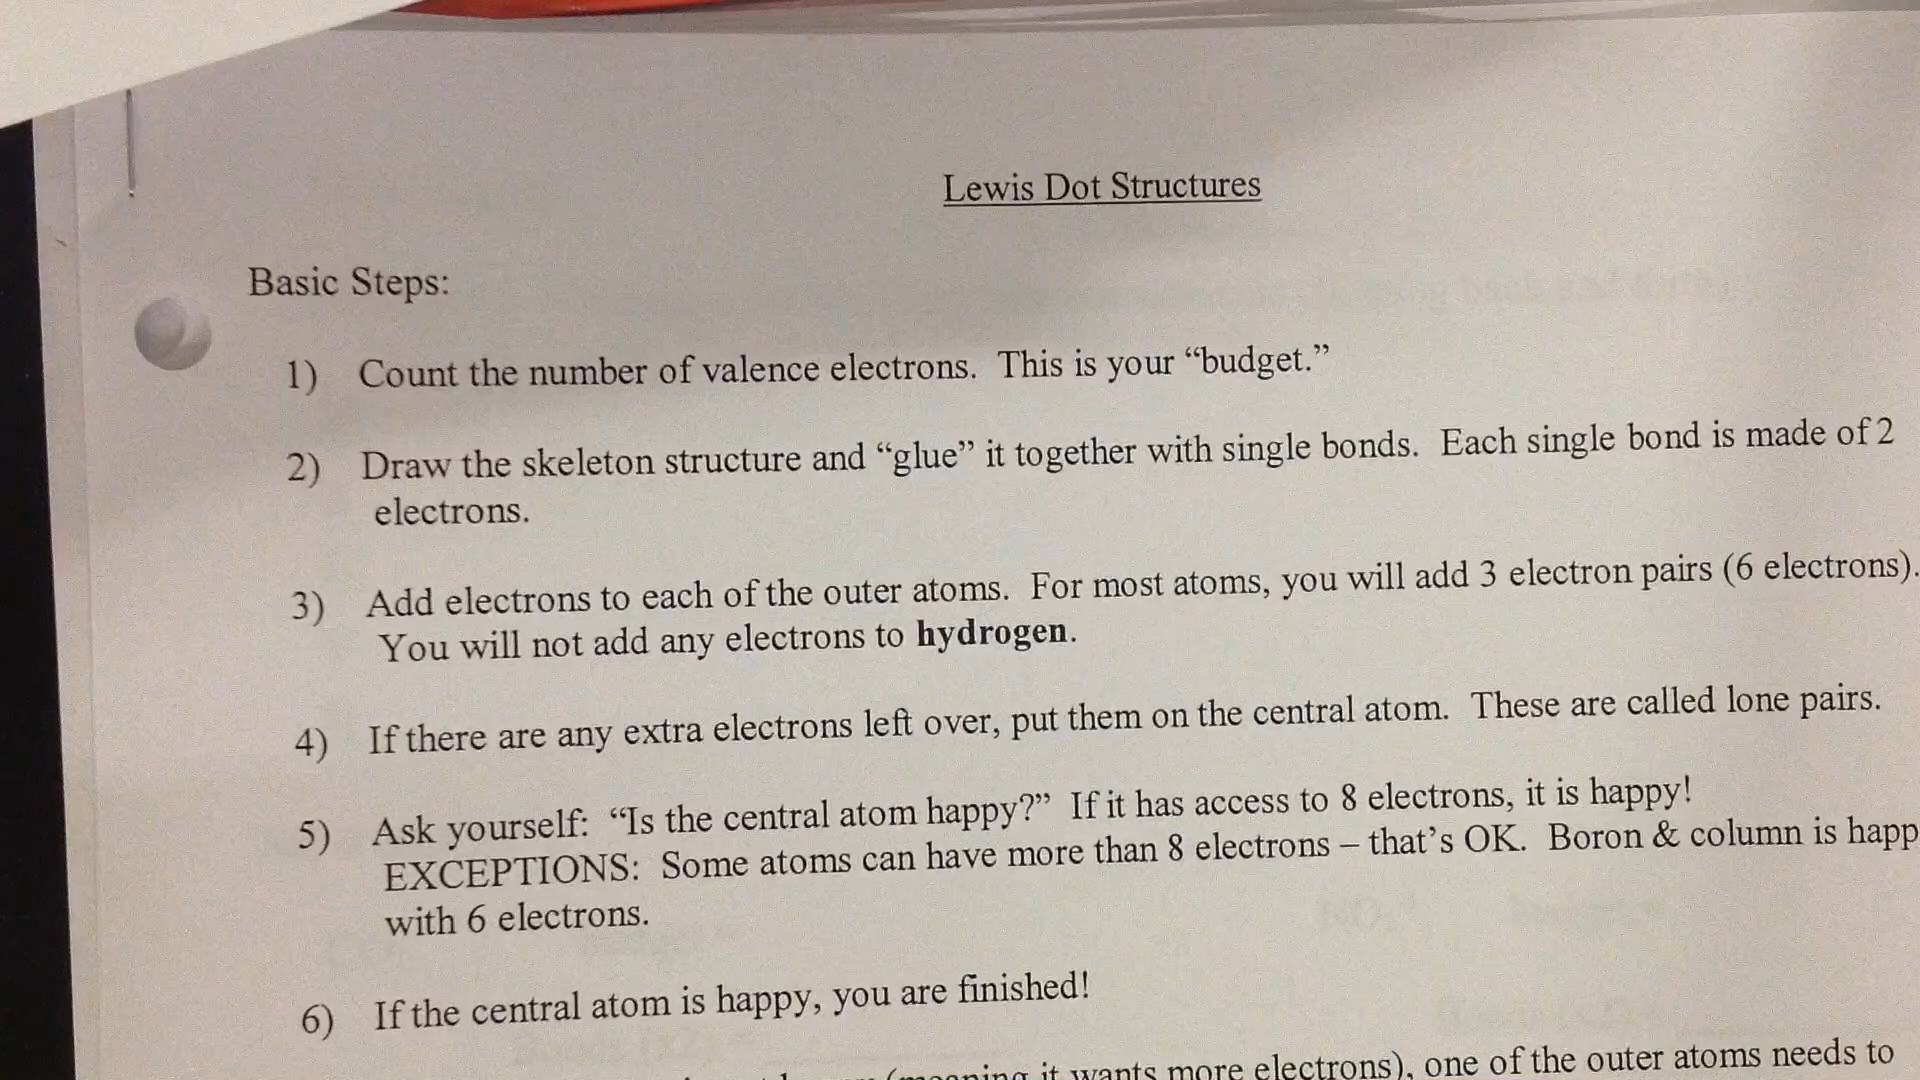 Lewis Dot Structures
Basic Steps:
1) Count the number of valence electrons. This is your “budget.”
2) Draw the skeleton structure and “glue” it together with single bonds. Each single bond is made of 2
electrons.
3) Add electrons to each of the outer atoms. For most atoms, you will add 3 electron pairs (6 electrons).
You will not add any electrons to hydrogen.
4) If there are any extra electrons left over, put them on the central atom. These are called lone pairs.
5) Ask yourself: “Is the central atom happy?” If it has access to 8 electrons, it is happy!
EXCEPTIONS: Some atoms can have more than 8 electrons – that’s OK. Boron & column is happ
with 6 electrons.
6) If the central atom is happy, you are finished!
(meaning it wants more electrons), one of the outer atoms needs to